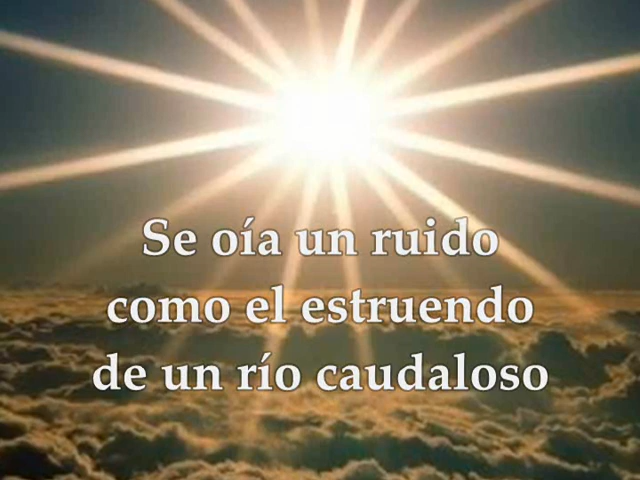 Se oía un ruido
como el estruendo
de un río caudaloso